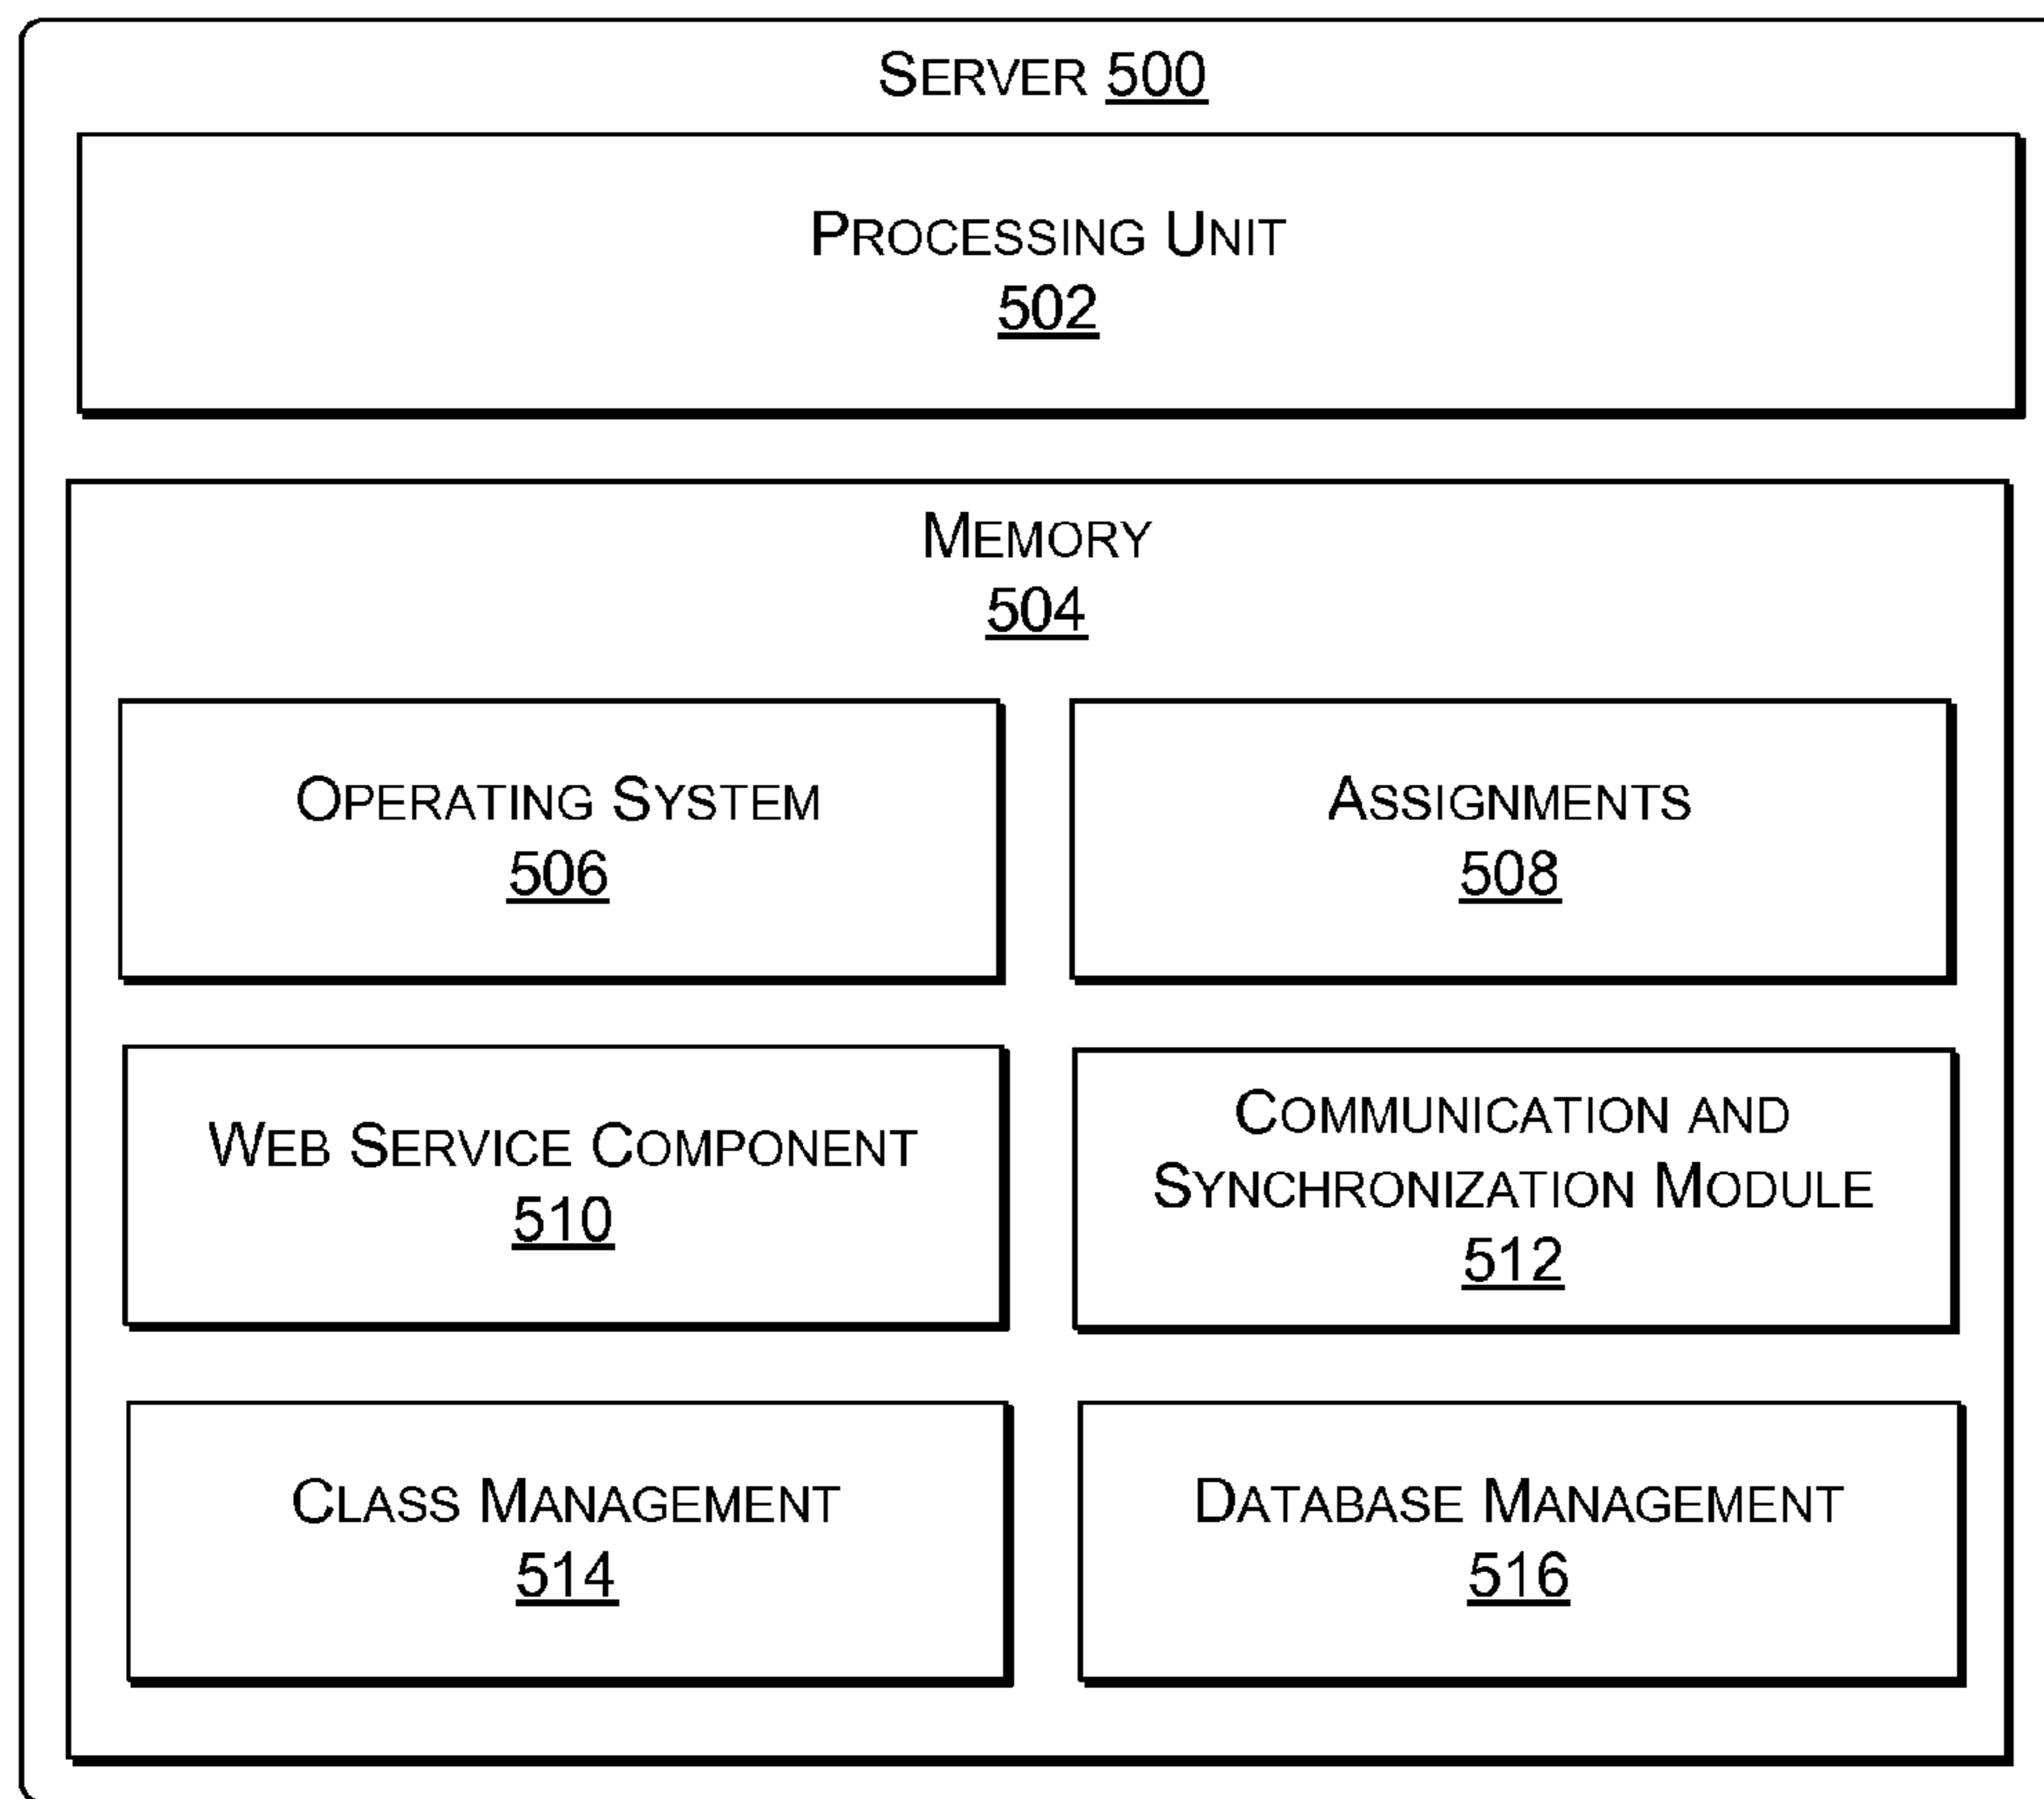 SERVER 500
PROCESSING UNIT
502
MEMORY
504
OPERATING SYSTEM
506
ASSIGNMENTS
508
WEB SERVICE COMPONENT
510
COMMUNICATION AND
SYNCHRONIZATION MODULE
512
CLASS MANAGEMENT
514
DATABASE MANAGEMENT
516